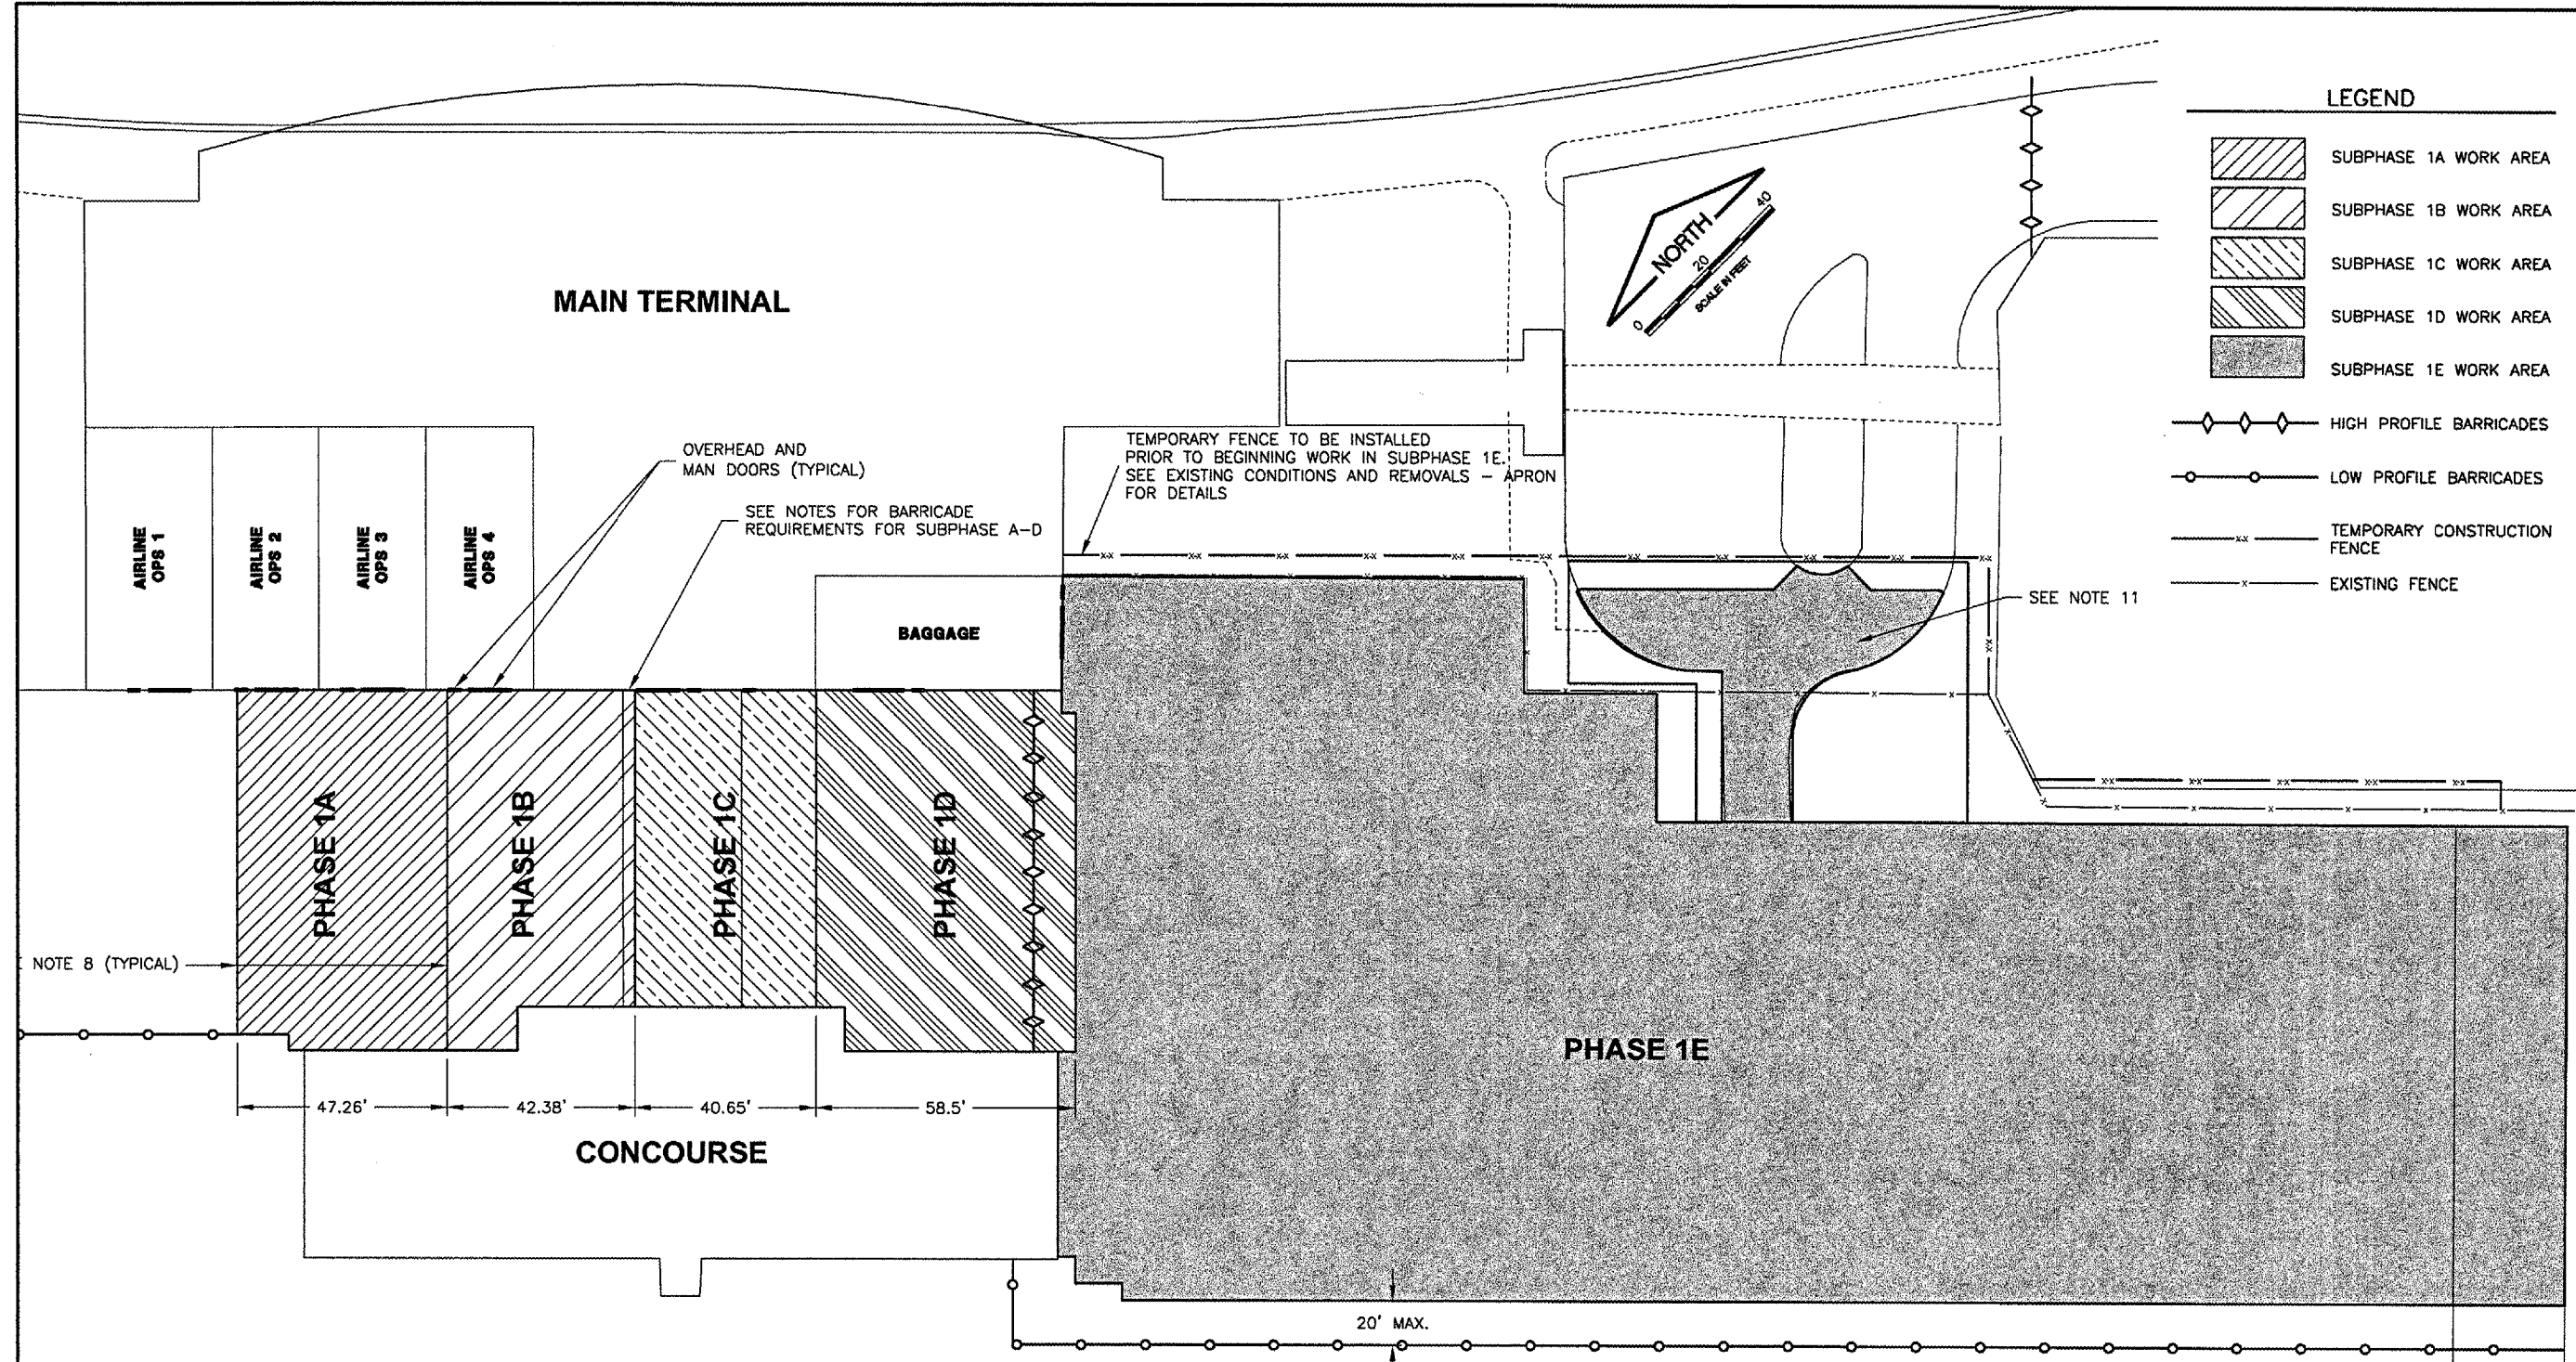 LEGEND
SUBPHASE 1A WORK AREA
SUBPHASE 1B WORK AREA
SUBPHASE 1C WORK AREA
SUBPHASE 1D WORK AREA
SUBPHASE 1E WORK AREA
HIGH PROFILE BARRICADES
LOW PROFILE BARRICADES
x-x TEMPORARY CONSTRUCTION
FENCE
x EXISTING FENCE
NORTH
0 20 40
SCALE IN FEET
MAIN TERMINAL
OVERHEAD AND
MAN DOORS (TYPICAL)
TEMPORARY FENCE TO BE INSTALLED
PRIOR TO BEGINNING WORK IN SUBPHASE 1E.
SEE EXISTING CONDITIONS AND REMOVALS – APRON
FOR DETAILS
SEE NOTES FOR BARRICADE
REQUIREMENTS FOR SUBPHASE A-D
AIRLINE
OPS 1
AIRLINE
OPS 2
AIRLINE
OPS 3
AIRLINE
OPS 4
BAGGAGE
SEE NOTE 11
PHASE 1A
PHASE 1B
PHASE 1C
PHASE 1D
NOTE 8 (TYPICAL)
PHASE 1E
47.26'
42.38'
40.65'
58.5'
CONCOURSE
20' MAX.